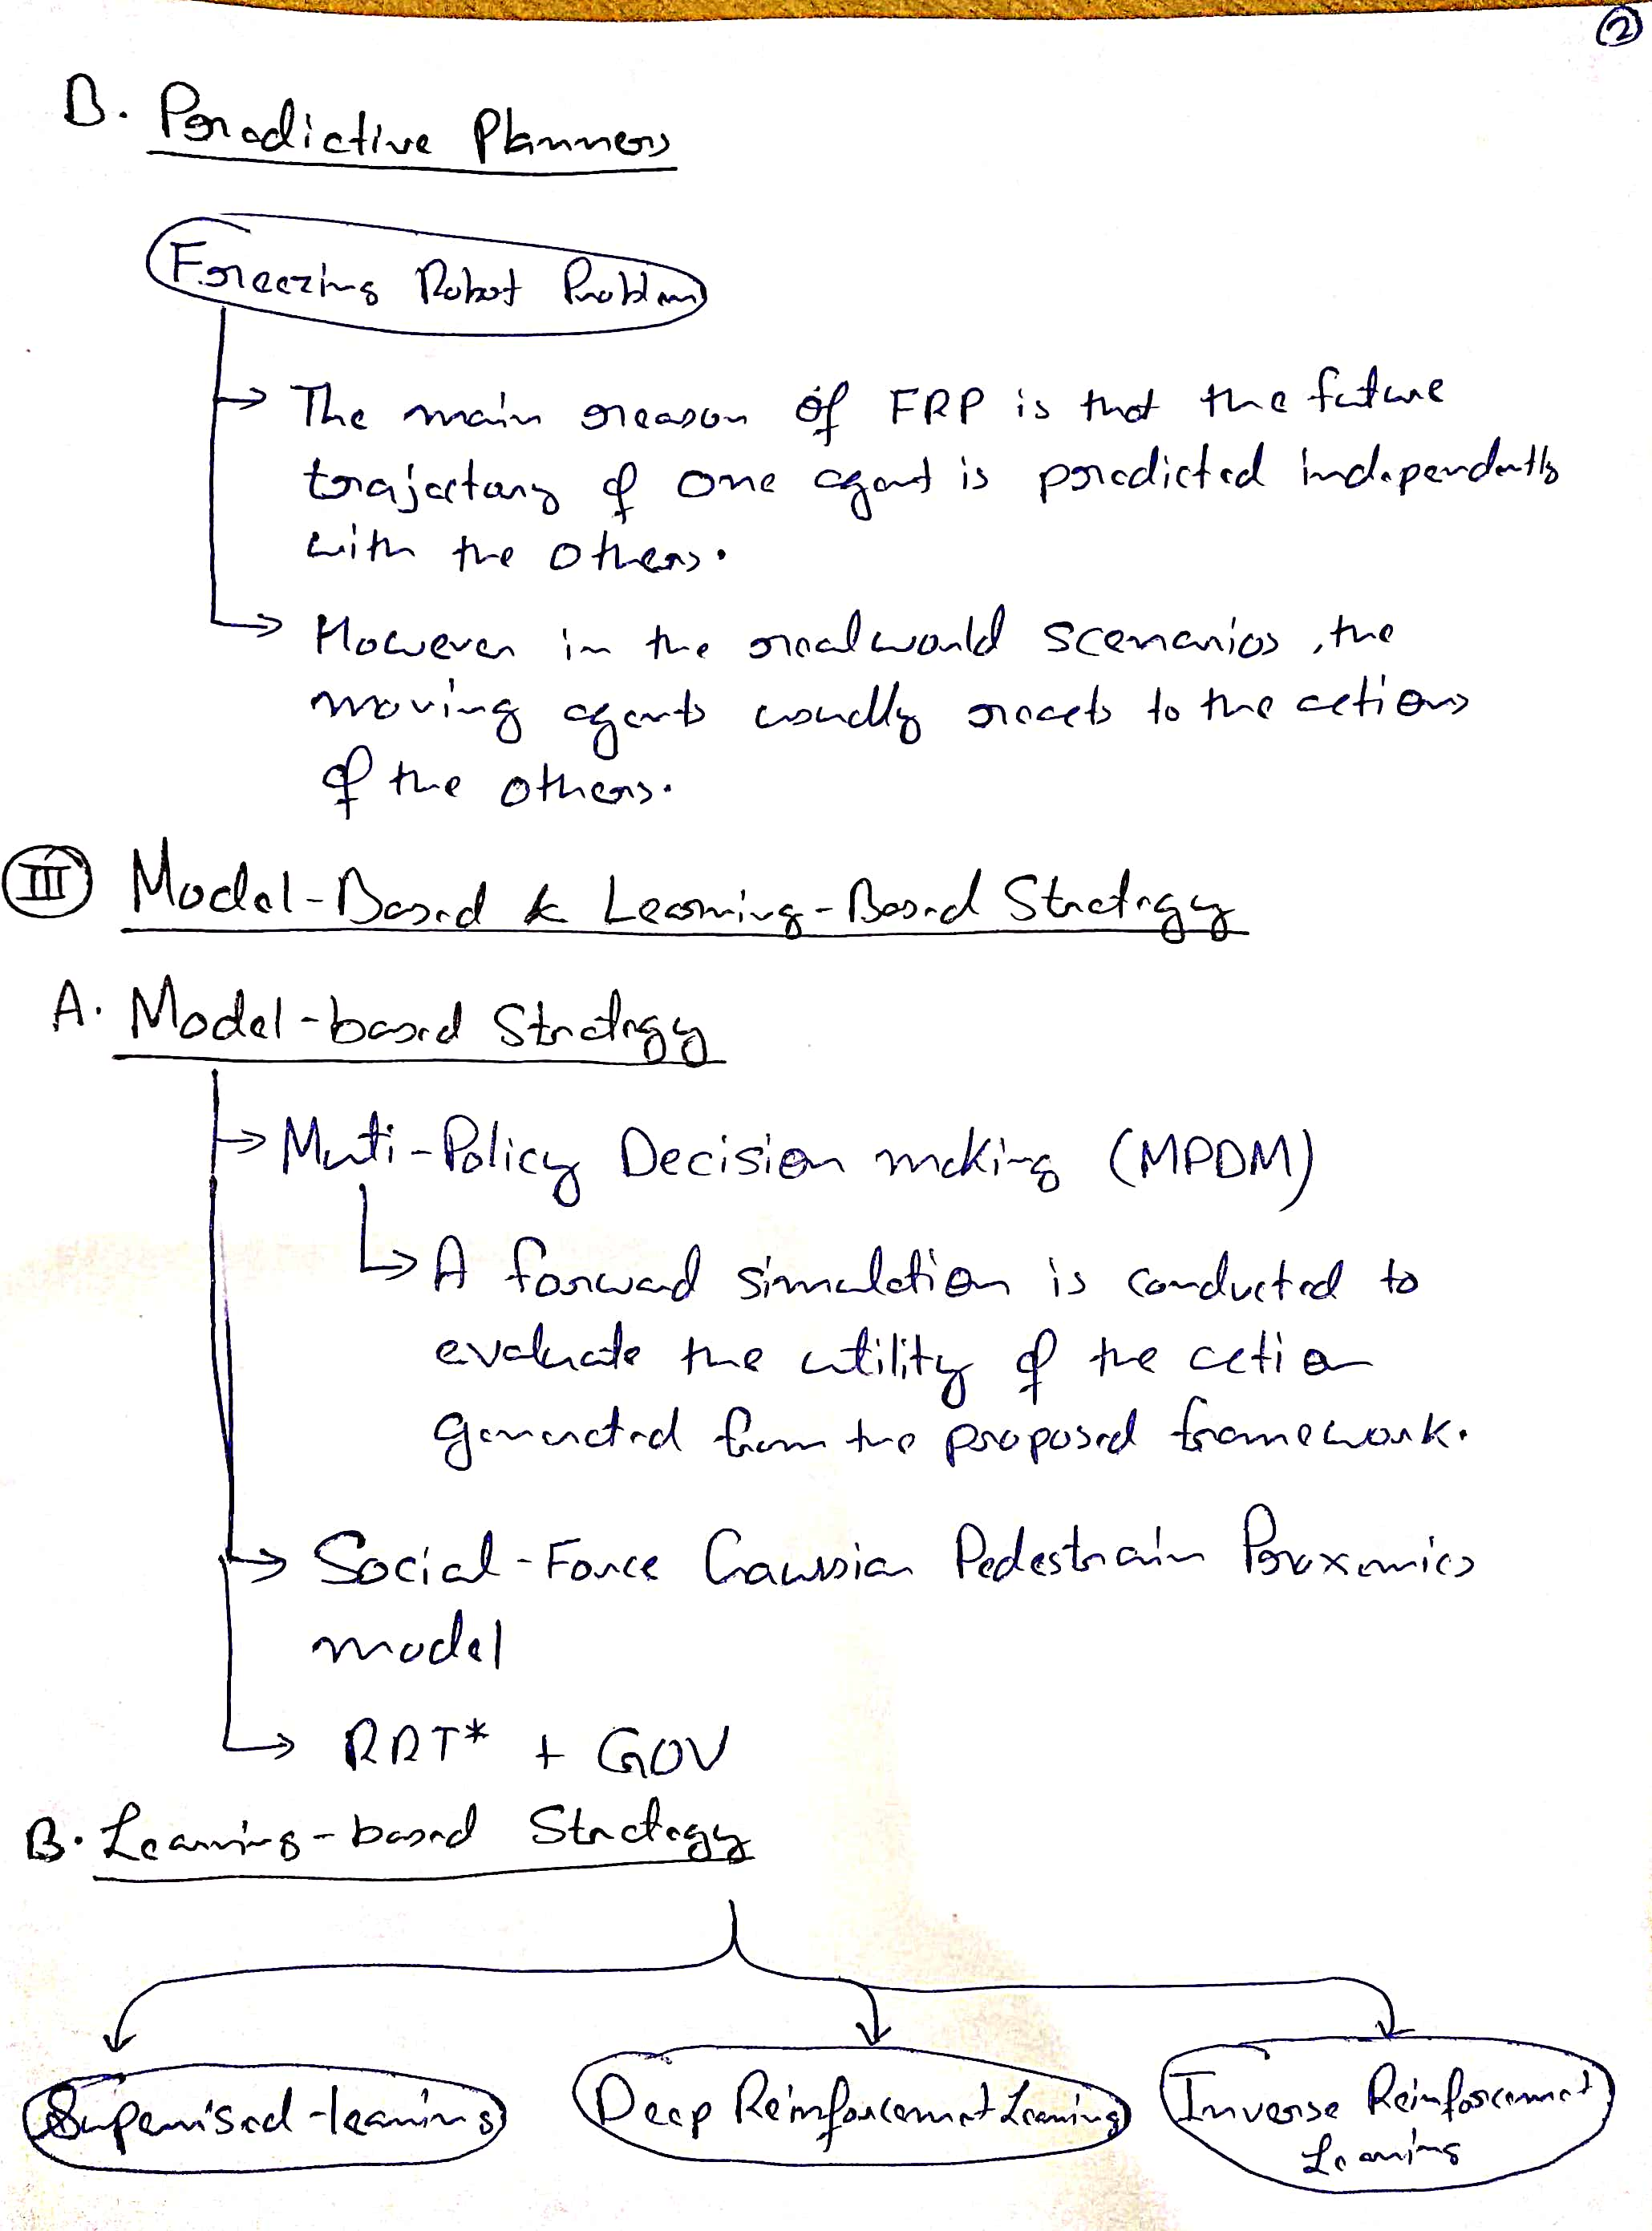 2
B. Predictive Planners
Freezing Robot Problem
→ The main reason of FRP is that the future
trajectory of one agent is predicted independently
with the others.
→ However in the real world scenarios, the
moving agents usually reacts to the actions
of the others.
III Model-Based & Learning-Based Strategy
A. Model-based Strategy
→ Muti-Policy Decision making (MPDM)
→ A forward simulation is conducted to
evaluate the utility of the action
generated from the proposed framework.
→ Social-Force Gaussian Pedestrain Proxemics
model
→ RRT* + GOV
B. Learning-based Strategy
Supervised-learning
Deep Reinforcement Learning
Inverse Reinforcement
Learning